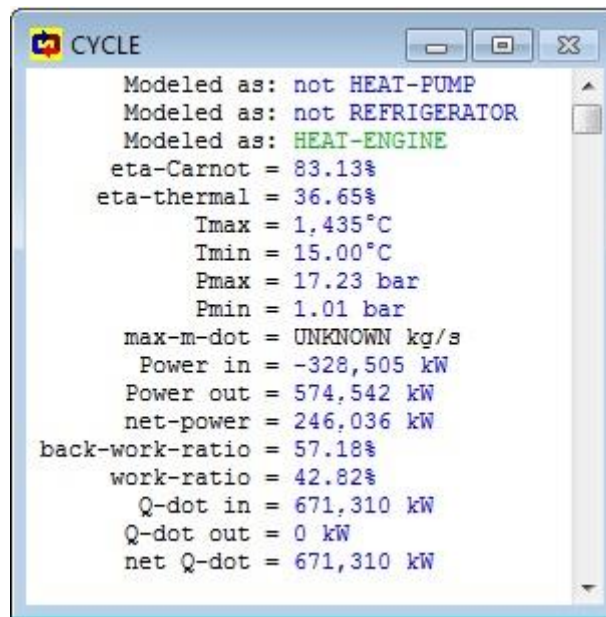 CYCLE
Modeled as: not HEAT-PUMP
Modeled as: not REFRIGERATOR
Modeled as: HEAT-ENGINE
eta-Carnot = 83.13%
eta-thermal = 36.65%
Tmax = 1,435°C
Tmin = 15.00°C
Pmax = 17.23 bar
Pmin = 1.01 bar
max-m-dot = UNKNOWN kg/s
Power in = -328,505 kW
Power out = 574,542 kW
net-power = 246,036 kW
back-work-ratio = 57.18%
work-ratio = 42.82%
Q-dot in = 671,310 kW
Q-dot out = 0 kW
net Q-dot = 671,310 kW